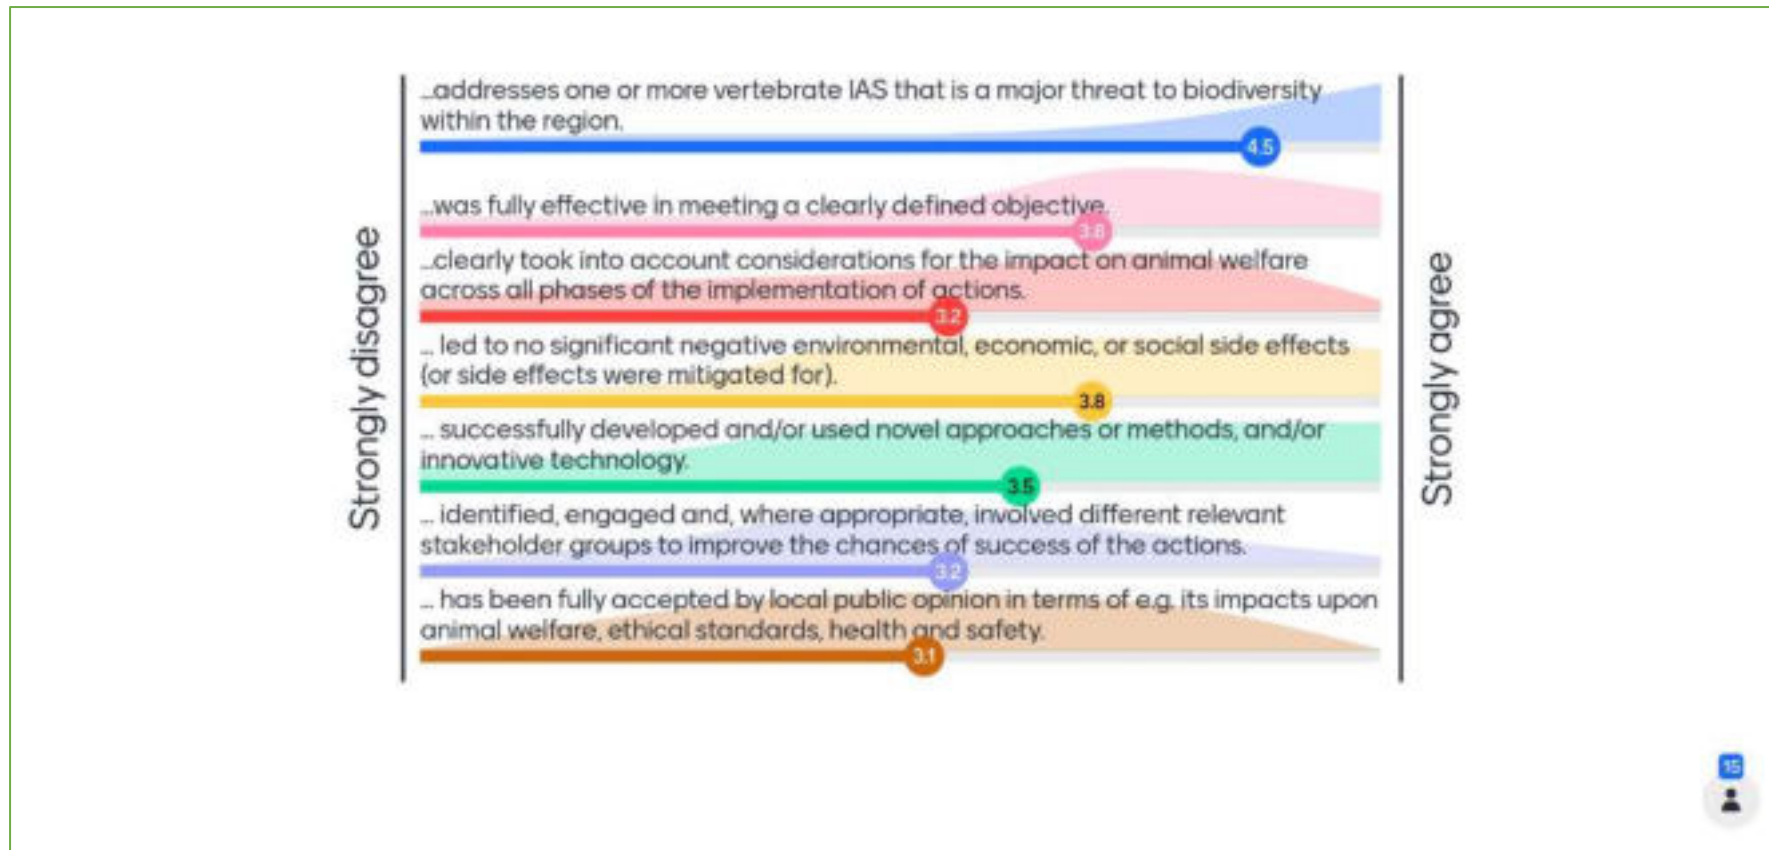 ...addresses one or more vertebrate IAS that is a major threat to biodiversity
within the region.
4.5
...was fully effective in meeting a clearly defined objective.
3.8
...clearly took into account considerations for the impact on animal welfare
across all phases of the implementation of actions.
3.2
Strongly disagree
Strongly agree
... led to no significant negative environmental, economic, or social side effects
(or side effects were mitigated for).
3.8
... successfully developed and/or used novel approaches or methods, and/or
innovative technology.
3.5
... identified, engaged and, where appropriate, involved different relevant
stakeholder groups to improve the chances of success of the actions.
3.2
... has been fully accepted by local public opinion in terms of e.g. its impacts upon
animal welfare, ethical standards, health and safety.
3.1
15